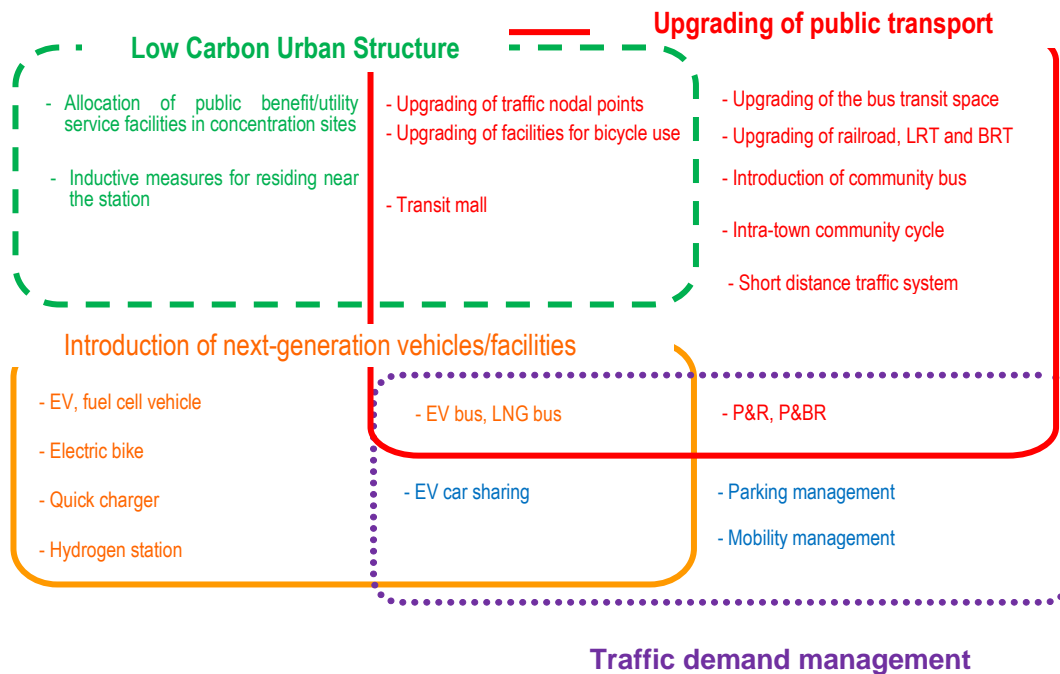 Upgrading of public transport
Low Carbon Urban Structure
- Allocation of public benefit/utility
service facilities in concentration sites
- Inductive measures for residing near
the station
- Upgrading of traffic nodal points
- Upgrading of facilities for bicycle use
- Transit mall
- Upgrading of the bus transit space
- Upgrading of railroad, LRT and BRT
- Introduction of community bus
- Intra-town community cycle
- Short distance traffic system
Introduction of next-generation vehicles/facilities
- EV, fuel cell vehicle
- Electric bike
- Quick charger
- Hydrogen station
- EV bus, LNG bus
- EV car sharing
- P&R, P&BR
- Parking management
- Mobility management
Traffic demand management